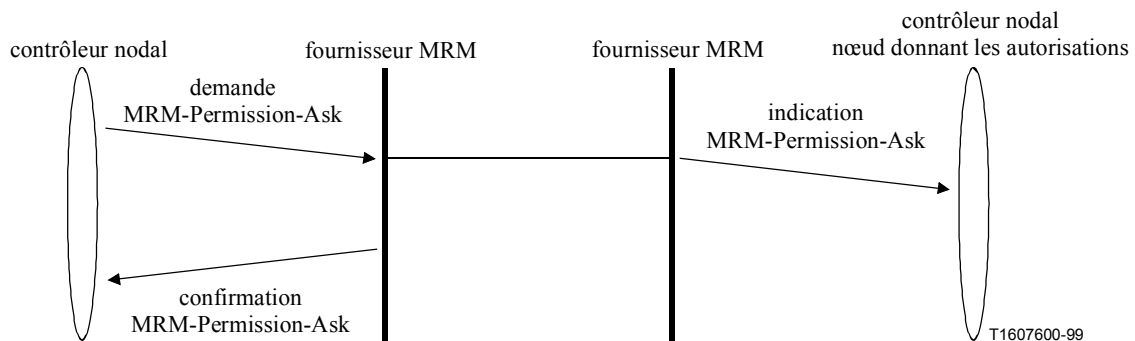 contrôleur nodal
fournisseur MRM
fournisseur MRM
contrôleur nodal
nœud donnant les autorisations
demande
MRM-Permission-Ask
indication
MRM-Permission-Ask
confirmation
MRM-Permission-Ask
T1607600-99